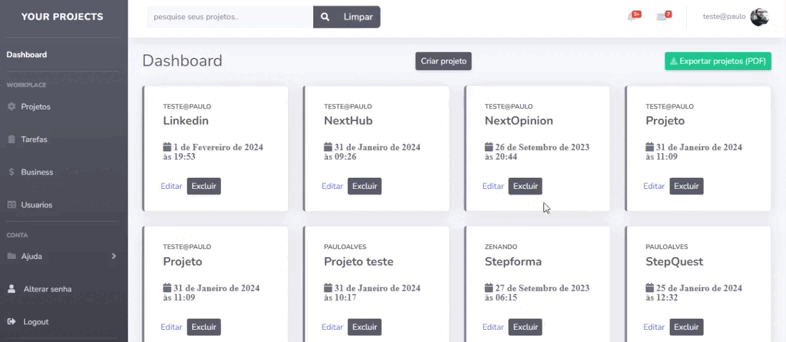 YOUR PROJECTS
pesquise seus projetos..
Limpar
3+
7
teste@paulo
Dashboard
WORKPLACE
Projetos
Tarefas
Business
Usuarios
CONTA
Ajuda
Alterar senha
Logout
Dashboard
Criar projeto
Exportar projetos (PDF)
TESTE@PAULO
Linkedin
1 de Fevereiro de 2024
às 19:53
Editar Excluir
TESTE@PAULO
NextHub
31 de Janeiro de 2024
às 09:26
Editar Excluir
TESTE@PAULO
NextOpinion
26 de Setembro de 2023
às 20:44
Editar Excluir
TESTE@PAULO
Projeto
31 de Janeiro de 2024
às 11:09
Editar Excluir
TESTE@PAULO
Projeto
31 de Janeiro de 2024
às 11:09
Editar Excluir
PAULOALVES
Projeto teste
31 de Janeiro de 2024
às 10:17
Editar Excluir
ZENANDO
Stepforma
27 de Setembro de 2023
às 06:15
Editar Excluir
PAULOALVES
StepQuest
25 de Janeiro de 2024
às 12:32
Editar Excluir